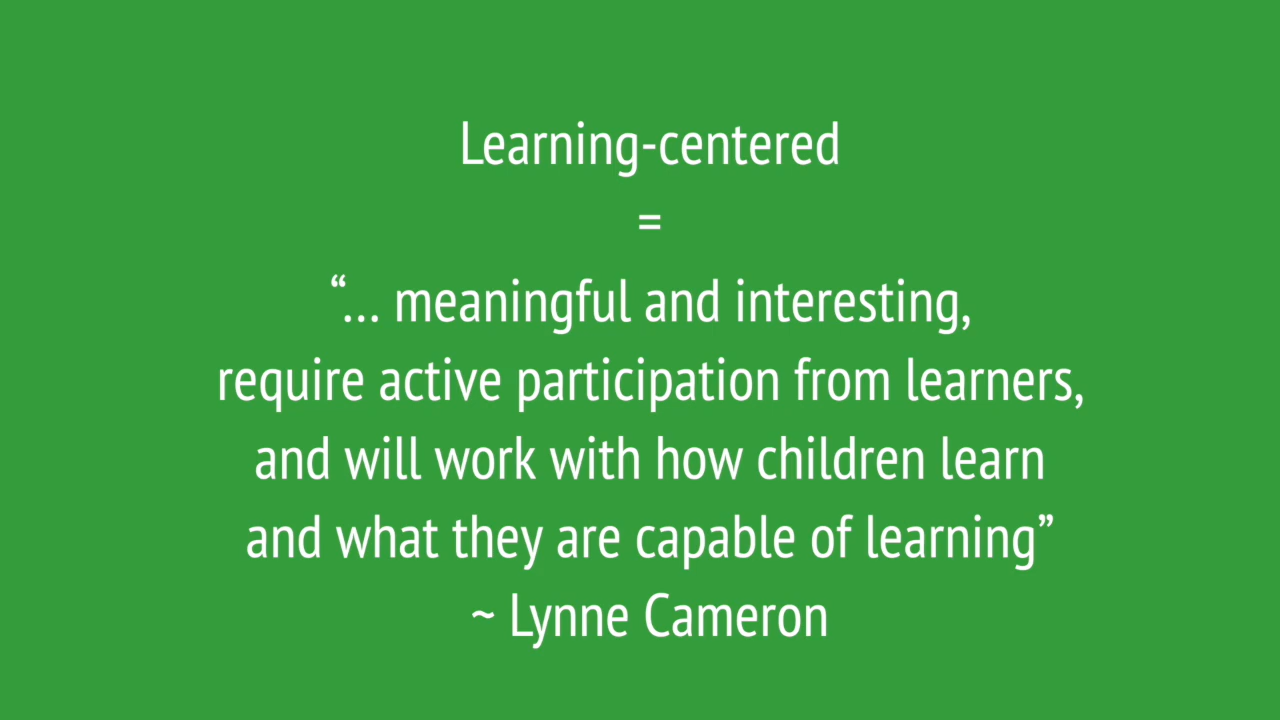 Learning-centered
=
“... meaningful and interesting,
require active participation from learners,
and will work with how children learn
and what they are capable of learning”
~ Lynne Cameron